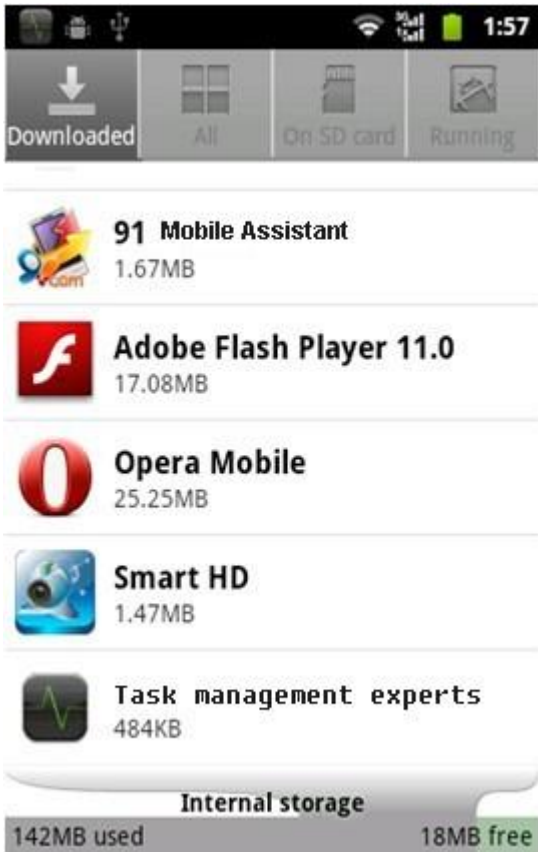 1:57
Downloaded
All
On SD card
Running
91 Mobile Assistant
1.67MB
Adobe Flash Player 11.0
17.08MB
Opera Mobile
25.25MB
Smart HD
1.47MB
Task management experts
484KB
Internal storage
142MB used 18MB free